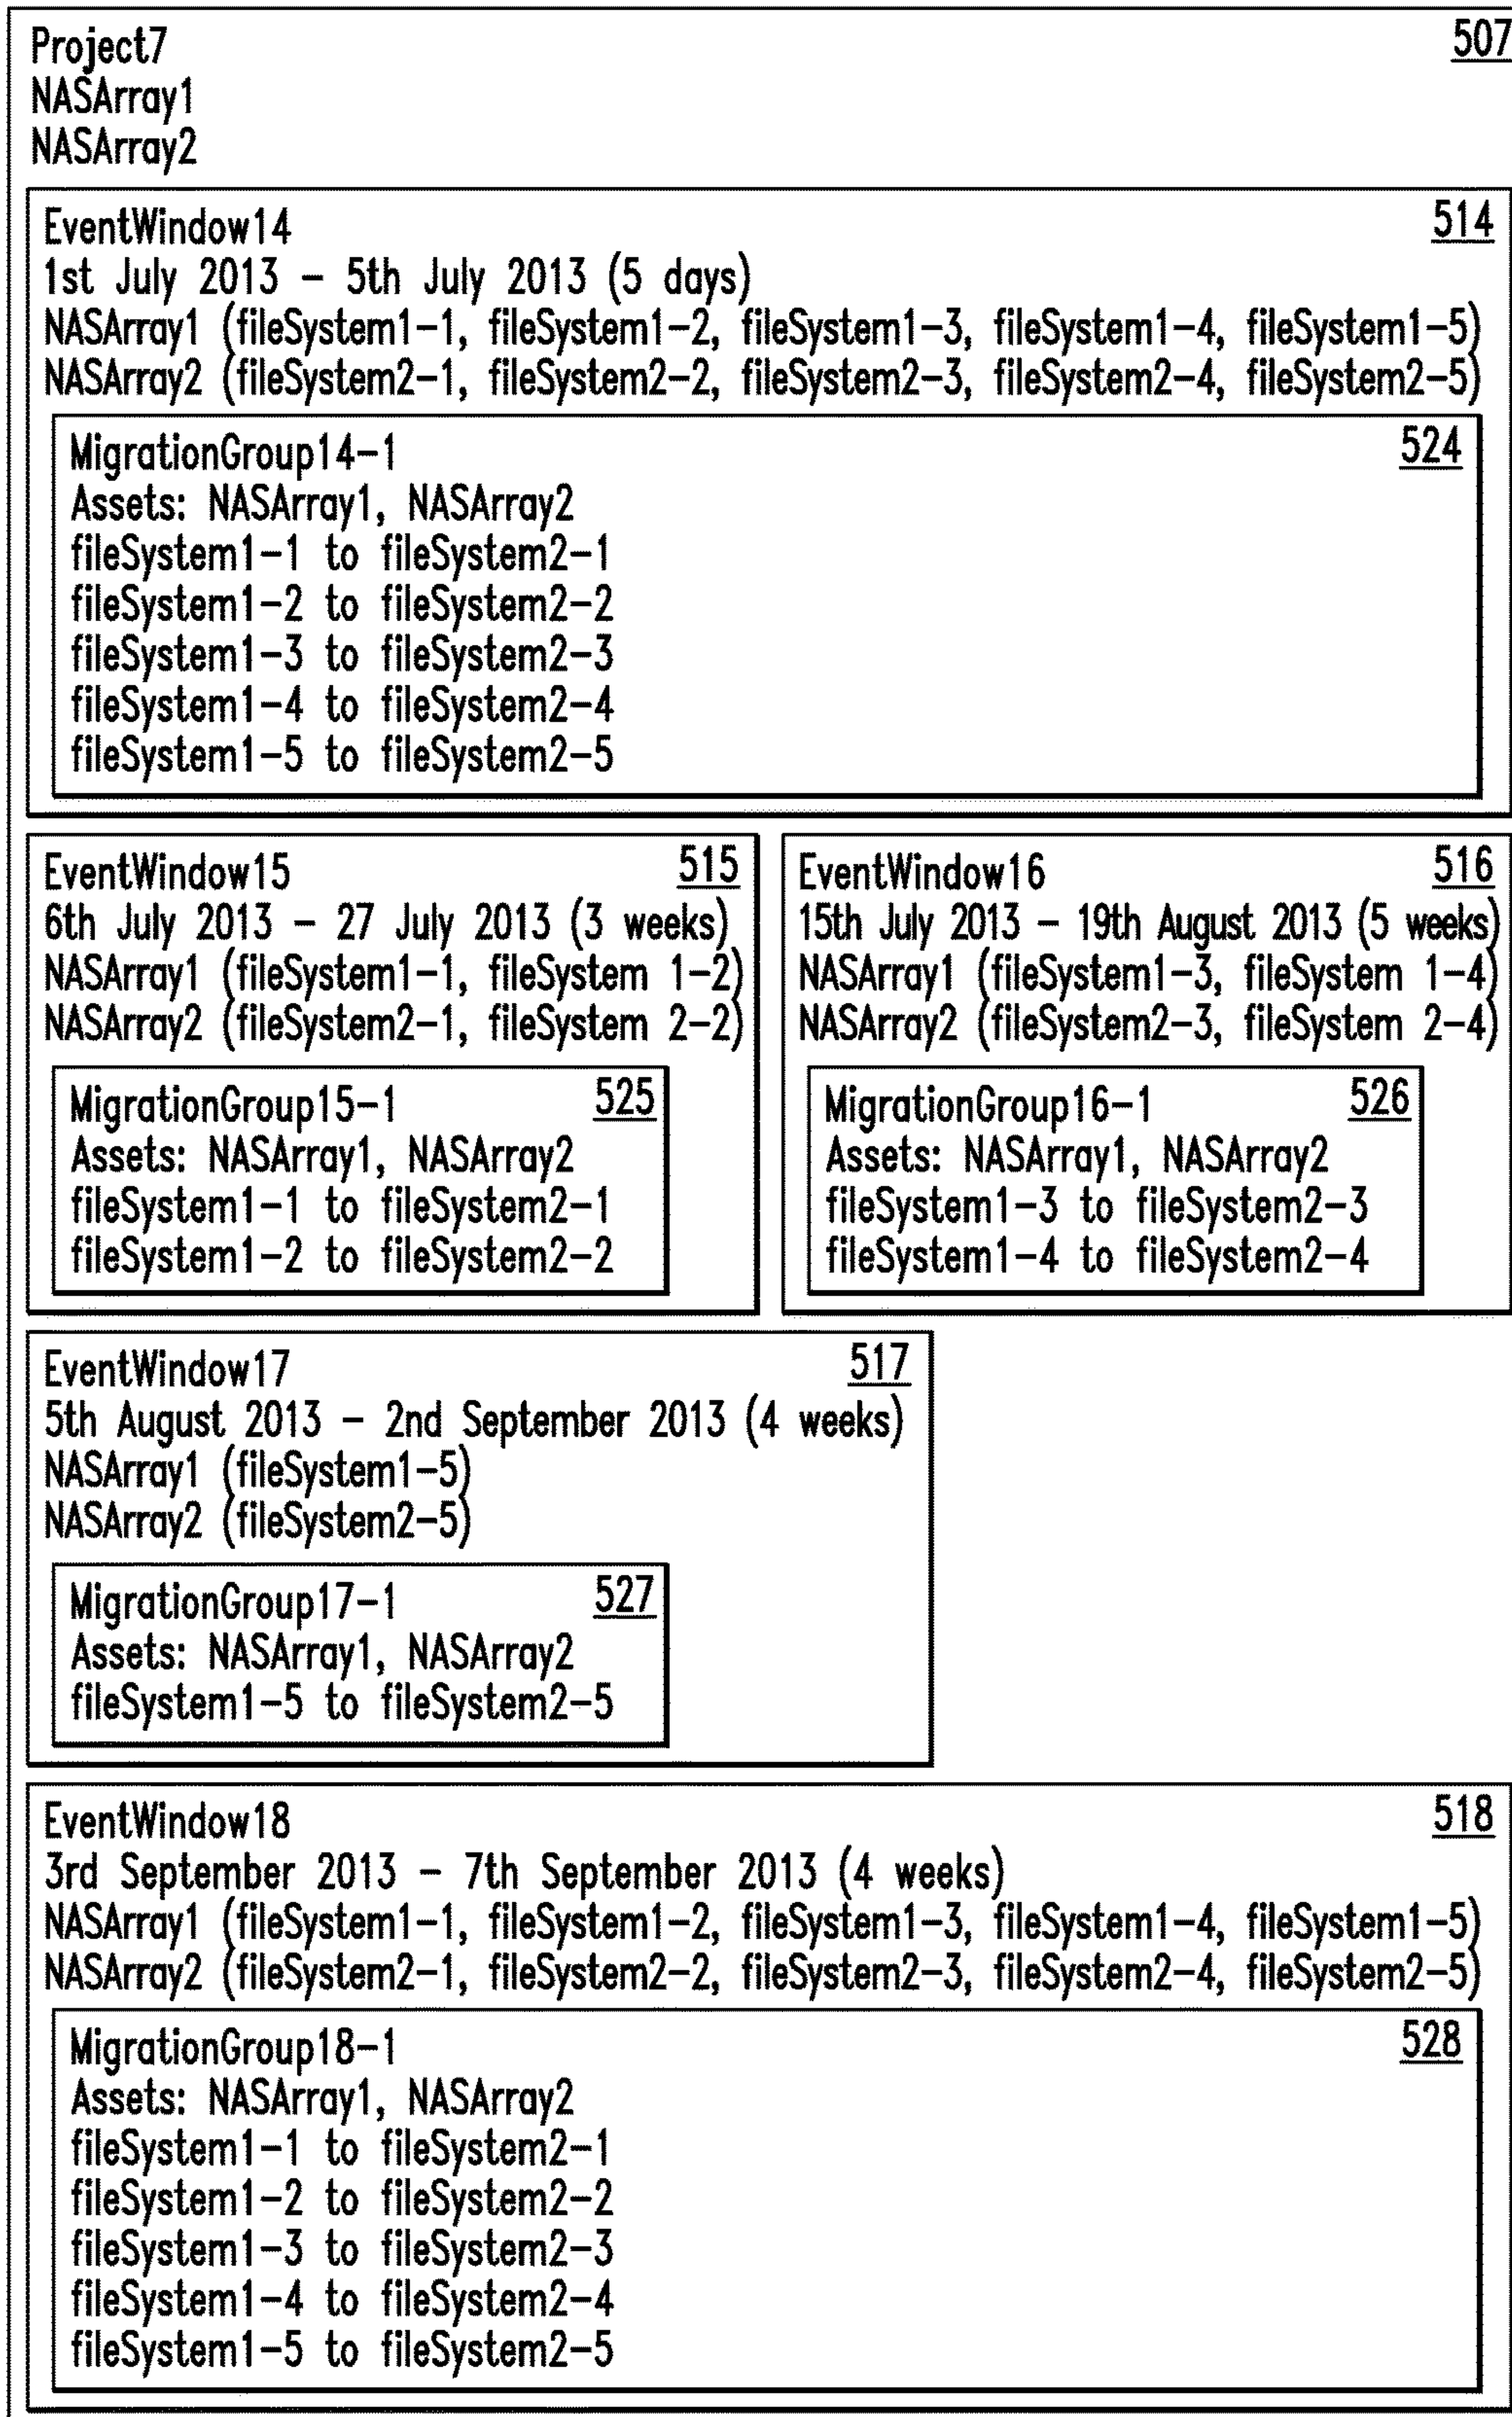 Project7 507
NASArray1
NASArray2
EventWindow14 514
1st July 2013 – 5th July 2013 (5 days)
NASArray1 (fileSystem1-1, fileSystem1-2, fileSystem1-3, fileSystem1-4, fileSystem1-5)
NASArray2 (fileSystem2-1, fileSystem2-2, fileSystem2-3, fileSystem2-4, fileSystem2-5)
MigrationGroup14-1 524
Assets: NASArray1, NASArray2
fileSystem1-1 to fileSystem2-1
fileSystem1-2 to fileSystem2-2
fileSystem1-3 to fileSystem2-3
fileSystem1-4 to fileSystem2-4
fileSystem1-5 to fileSystem2-5
EventWindow15 515
6th July 2013 – 27 July 2013 (3 weeks)
NASArray1 (fileSystem1-1, fileSystem 1-2)
NASArray2 (fileSystem2-1, fileSystem 2-2)
MigrationGroup15-1 525
Assets: NASArray1, NASArray2
fileSystem1-1 to fileSystem2-1
fileSystem1-2 to fileSystem2-2
EventWindow16 516
15th July 2013 – 19th August 2013 (5 weeks)
NASArray1 (fileSystem1-3, fileSystem 1-4)
NASArray2 (fileSystem2-3, fileSystem 2-4)
MigrationGroup16-1 526
Assets: NASArray1, NASArray2
fileSystem1-3 to fileSystem2-3
fileSystem1-4 to fileSystem2-4
EventWindow17 517
5th August 2013 – 2nd September 2013 (4 weeks)
NASArray1 (fileSystem1-5)
NASArray2 (fileSystem2-5)
MigrationGroup17-1 527
Assets: NASArray1, NASArray2
fileSystem1-5 to fileSystem2-5
EventWindow18 518
3rd September 2013 – 7th September 2013 (4 weeks)
NASArray1 (fileSystem1-1, fileSystem1-2, fileSystem1-3, fileSystem1-4, fileSystem1-5)
NASArray2 (fileSystem2-1, fileSystem2-2, fileSystem2-3, fileSystem2-4, fileSystem2-5)
MigrationGroup18-1 528
Assets: NASArray1, NASArray2
fileSystem1-1 to fileSystem2-1
fileSystem1-2 to fileSystem2-2
fileSystem1-3 to fileSystem2-3
fileSystem1-4 to fileSystem2-4
fileSystem1-5 to fileSystem2-5